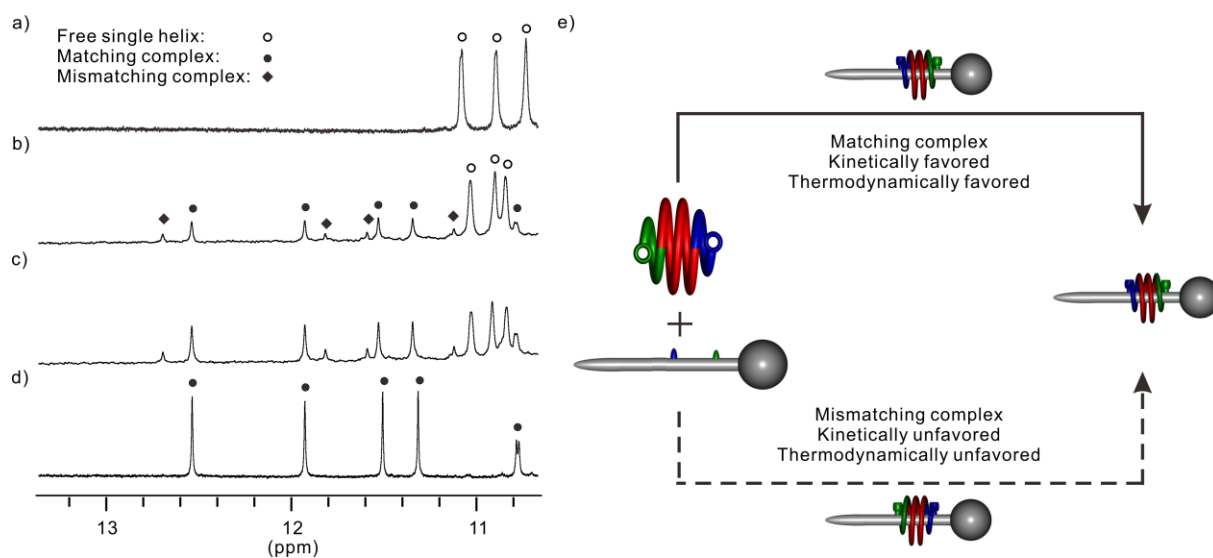 a)
Free single helix:
Matching complex:
Mismatching complex:
b)
c)
d)
13
12
11
(ppm)
e)
Matching complex
Kinetically favored
Thermodynamically favored
+
Mismatching complex
Kinetically unfavored
Thermodynamically unfavored